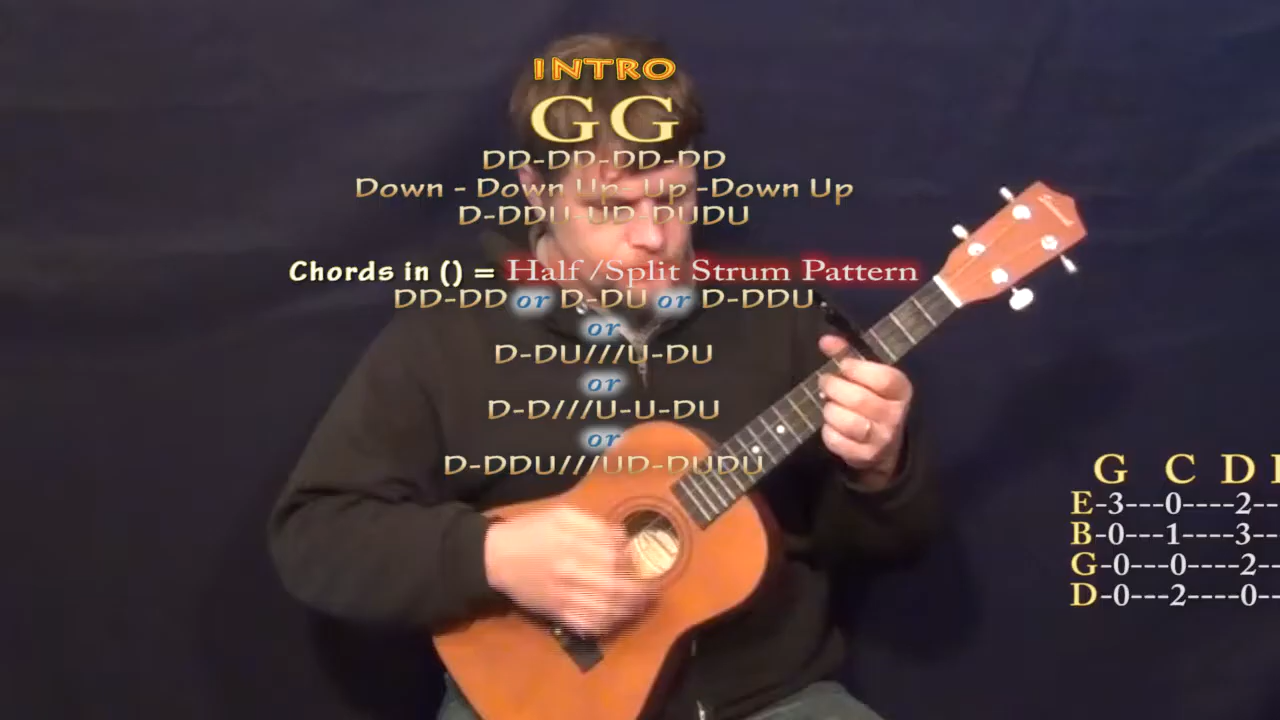 INTRO
G G
DD-DD-DD-DD
Down - Down Up- Up -Down Up
D-DDU-UD-DUDU
Chords in () = Half /Split Strum Pattern
DD-DD or D-DU or D-DDU
or
D-DU///U-DU
or
D-D///U-U-DU
or
D-DDU///UD-DUDU
G C D
E-3---0----2--
B-0---1----3--
G-0---0----2--
D-0---2----0--